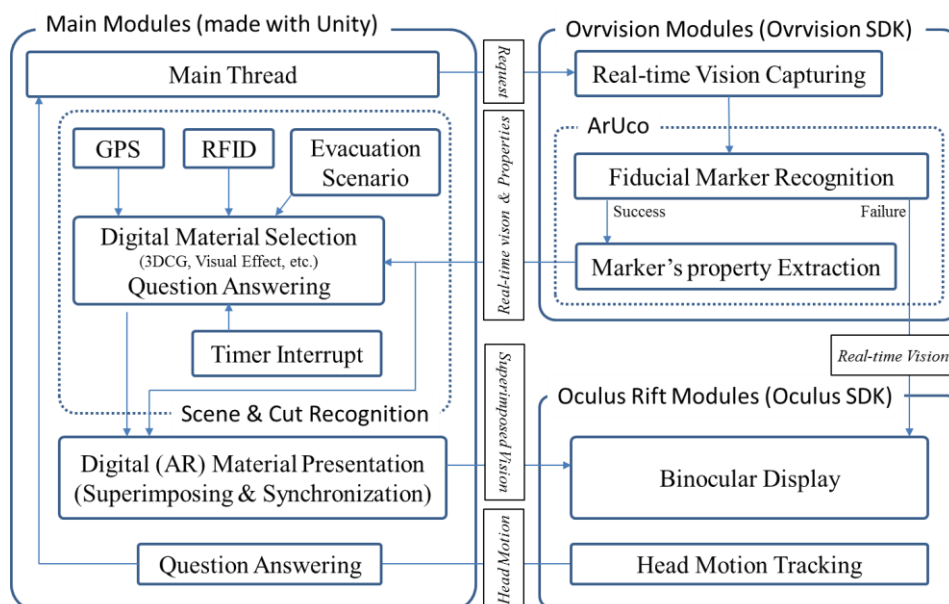 Main Modules (made with Unity)
Main Thread
GPS
RFID
Evacuation
Scenario
Digital Material Selection
(3DCG, Visual Effect, etc.)
Question Answering
Timer Interrupt
Scene & Cut Recognition
Digital (AR) Material Presentation
(Superimposing & Synchronization)
Question Answering
Request
Real-time vison & Properties
Superimposed Vision
Head Motion
Ovrvision Modules (Ovrvision SDK)
Real-time Vision Capturing
ArUco
Fiducial Marker Recognition
Success
Failure
Marker's property Extraction
Real-time Vision
Oculus Rift Modules (Oculus SDK)
Binocular Display
Head Motion Tracking